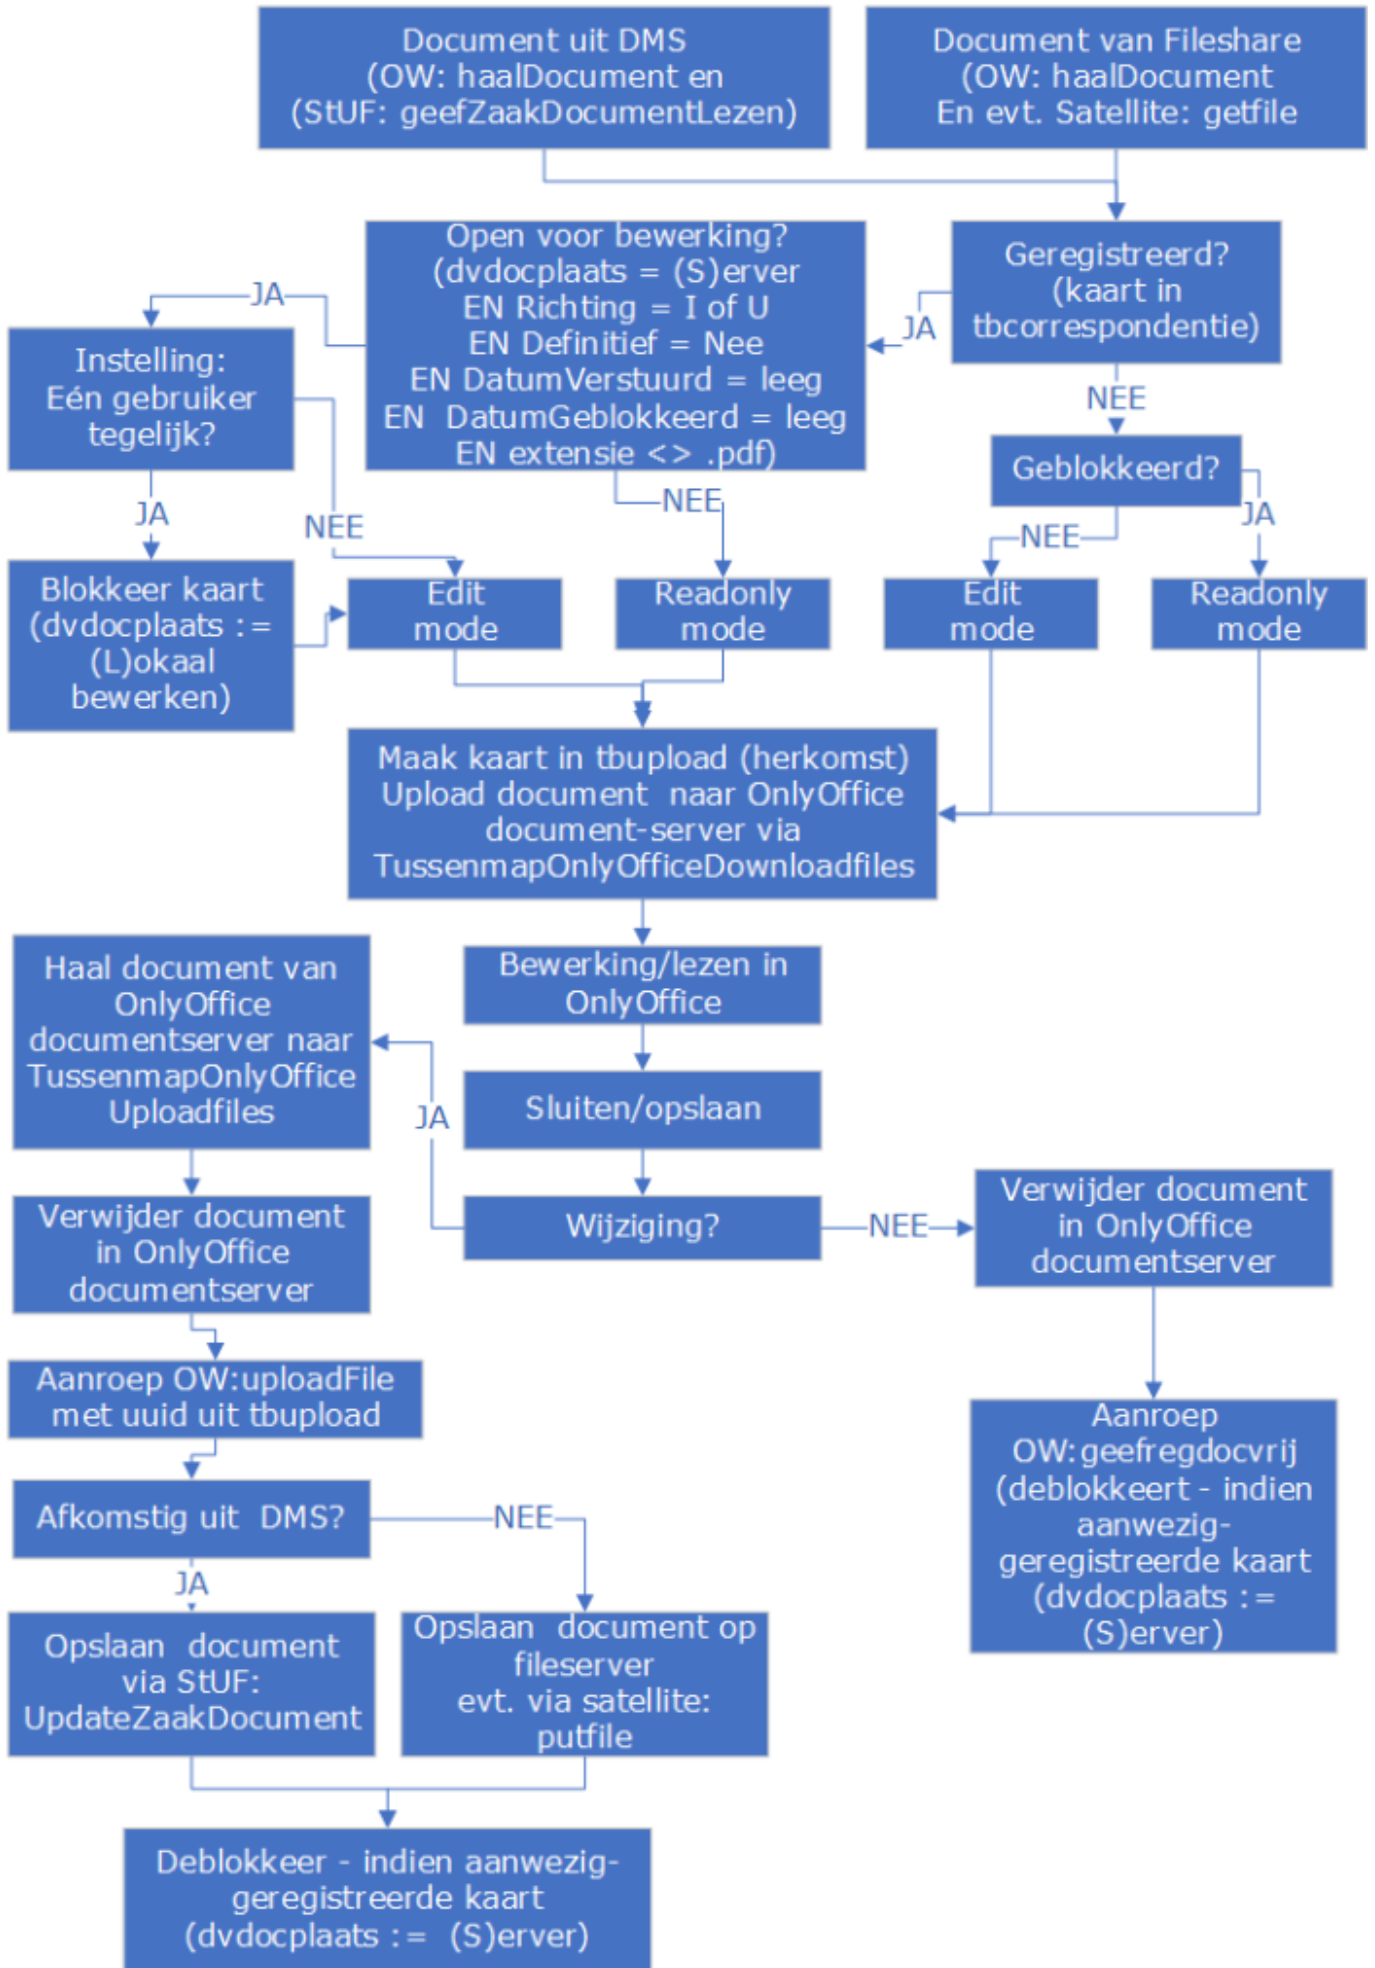 Document uit DMS
(OW: haalDocument en
(StUF: geefZaakDocumentLezen)
Document van Fileshare
(OW: haalDocument
En evt. Satellite: getfile
Open voor bewerking?
(dvdocplaats = (S)erver
EN Richting = I of U
EN Definitief = Nee
EN DatumVerstuurd = leeg
EN DatumGeblokkeerd = leeg
EN extensie <> .pdf)
Geregistreerd?
(kaart in
tbcorrespondentie)
JA
JA
Instelling:
Eén gebruiker
tegelijk?
NEE
Geblokkeerd?
JA
NEE
NEE
NEE
JA
Blokkeer kaart
(dvdocplaats :=
(L)okaal
bewerken)
Edit
mode
Readonly
mode
Edit
mode
Readonly
mode
Maak kaart in tbupload (herkomst)
Upload document naar OnlyOffice
document-server via
TussenmapOnlyOfficeDownloadfiles
Haal document van
OnlyOffice
documentserver naar
TussenmapOnlyOffice
Uploadfiles
Bewerking/lezen in
OnlyOffice
JA
Sluiten/opslaan
Verwijder document
in OnlyOffice
documentserver
Wijziging?
NEE
Verwijder document
in OnlyOffice
documentserver
Aanroep OW:uploadFile
met uuid uit tbupload
Aanroep
OW:geefregdocvrij
(deblokkeert - indien
aanwezig-
geregistreerde kaart
(dvdocplaats :=
(S)erver)
Afkomstig uit DMS?
NEE
JA
Opslaan document
via StUF:
UpdateZaakDocument
Opslaan document op
fileserver
evt. via satellite:
putfile
Deblokkeer - indien aanwezig-
geregistreerde kaart
(dvdocplaats := (S)erver)